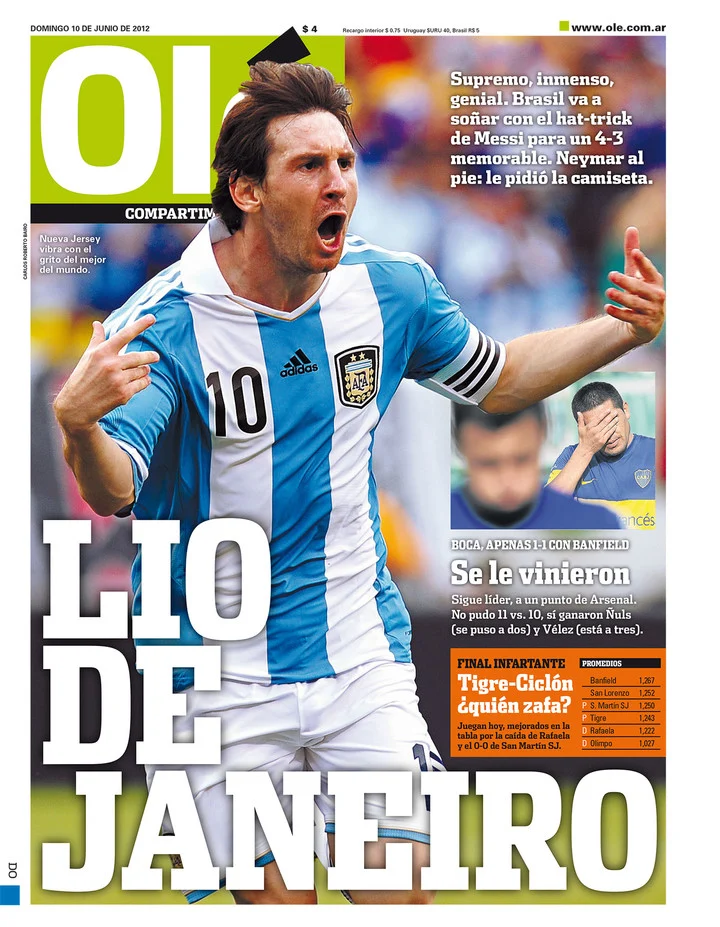 DOMINGO 10 DE JUNIO DE 2012
$ 4
Recargo interior $ 0.75 Uruguay $URU 40, Brasil R$ 5
www.ole.com.ar
Olé
COMPARTIM
Supremo, inmenso,
genial. Brasil va a
soñar con el hat-trick
de Messi para un 4-3
memorable. Neymar al
pie: le pidió la camiseta.
Nueva Jersey
vibra con el
grito del mejor
del mundo.
CARLOS ROBERTO BAIRO
adidas
AFA
10
ancés
BOCA, APENAS 1-1 CON BANFIELD
Se le vinieron
Sigue líder, a un punto de Arsenal.
No pudo 11 vs. 10, sí ganaron Ñuls
(se puso a dos) y Vélez (está a tres).
FINAL INFARTANTE
Tigre-Ciclón
¿quién zafa?
Juegan hoy, mejorados en la
tabla por la caída de Rafaela
y el 0-0 de San Martín SJ.
PROMEDIOS
Banfield 1,267
San Lorenzo 1,252
P S. Martín SJ 1,250
P Tigre 1,243
D Rafaela 1,222
D Olimpo 1,027
LIO
DE
JANEIRO
DO